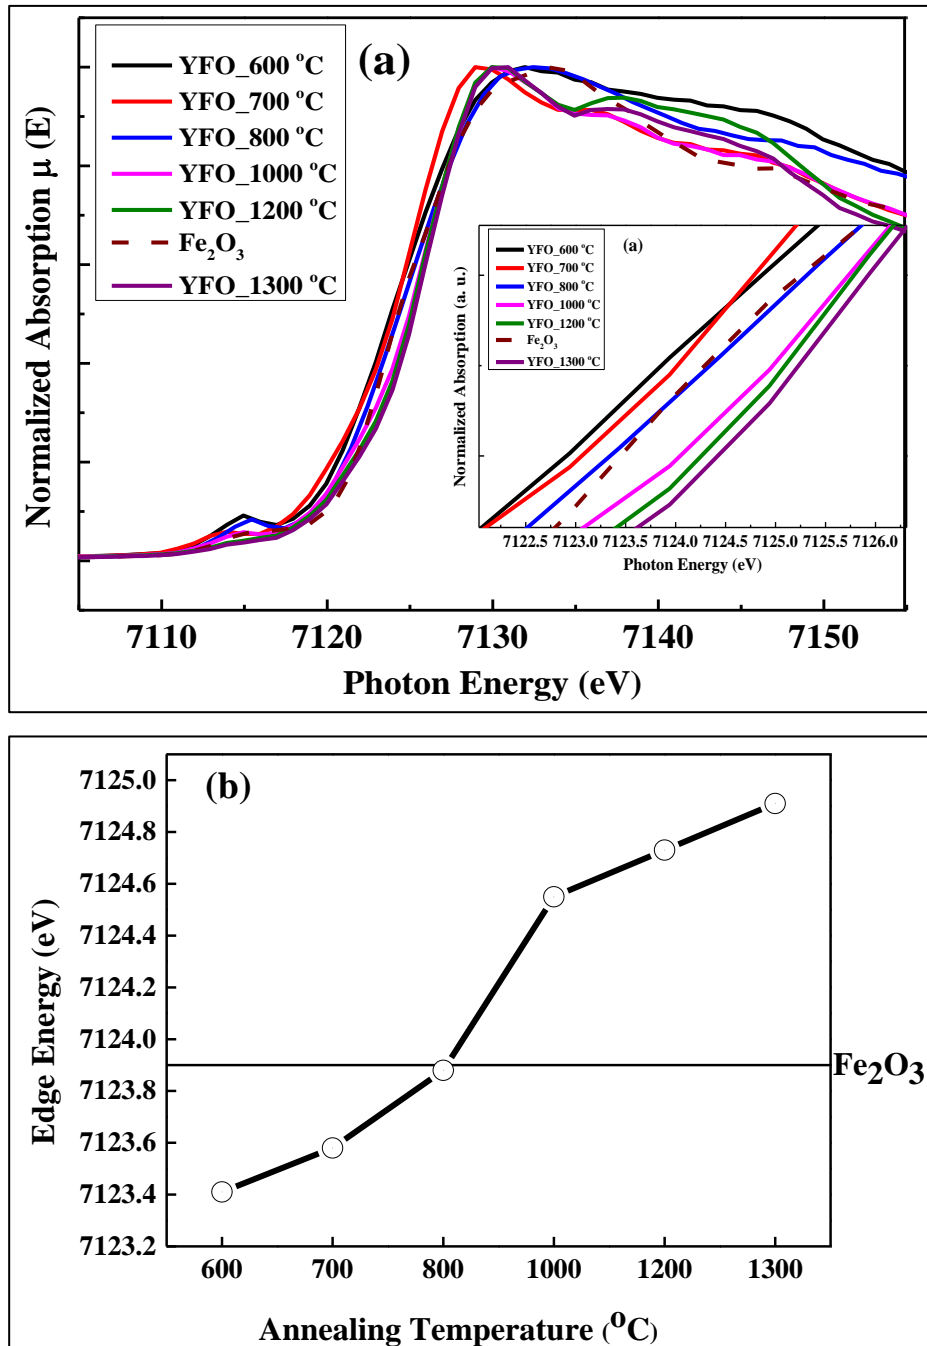 (a)
YFO_600 °C
YFO_700 °C
YFO_800 °C
YFO_1000 °C
YFO_1200 °C
Fe₂O₃
YFO_1300 °C
Normalized Absorption μ (E)
7110 7120 7130 7140 7150
Photon Energy (eV)
(a)
YFO_600 °C
YFO_700 °C
YFO_800 °C
YFO_1000 °C
YFO_1200 °C
Fe₂O₃
YFO_1300 °C
Normalized Absorption (a. u.)
7122.5 7123.0 7123.5 7124.0 7124.5 7125.0 7125.5 7126.0
Photon Energy (eV)
(b)
7125.0
7124.8
7124.6
7124.4
7124.2
7124.0
7123.8
7123.6
7123.4
7123.2
Edge Energy (eV)
Fe₂O₃
600 700 800 1000 1200 1300
Annealing Temperature (°C)